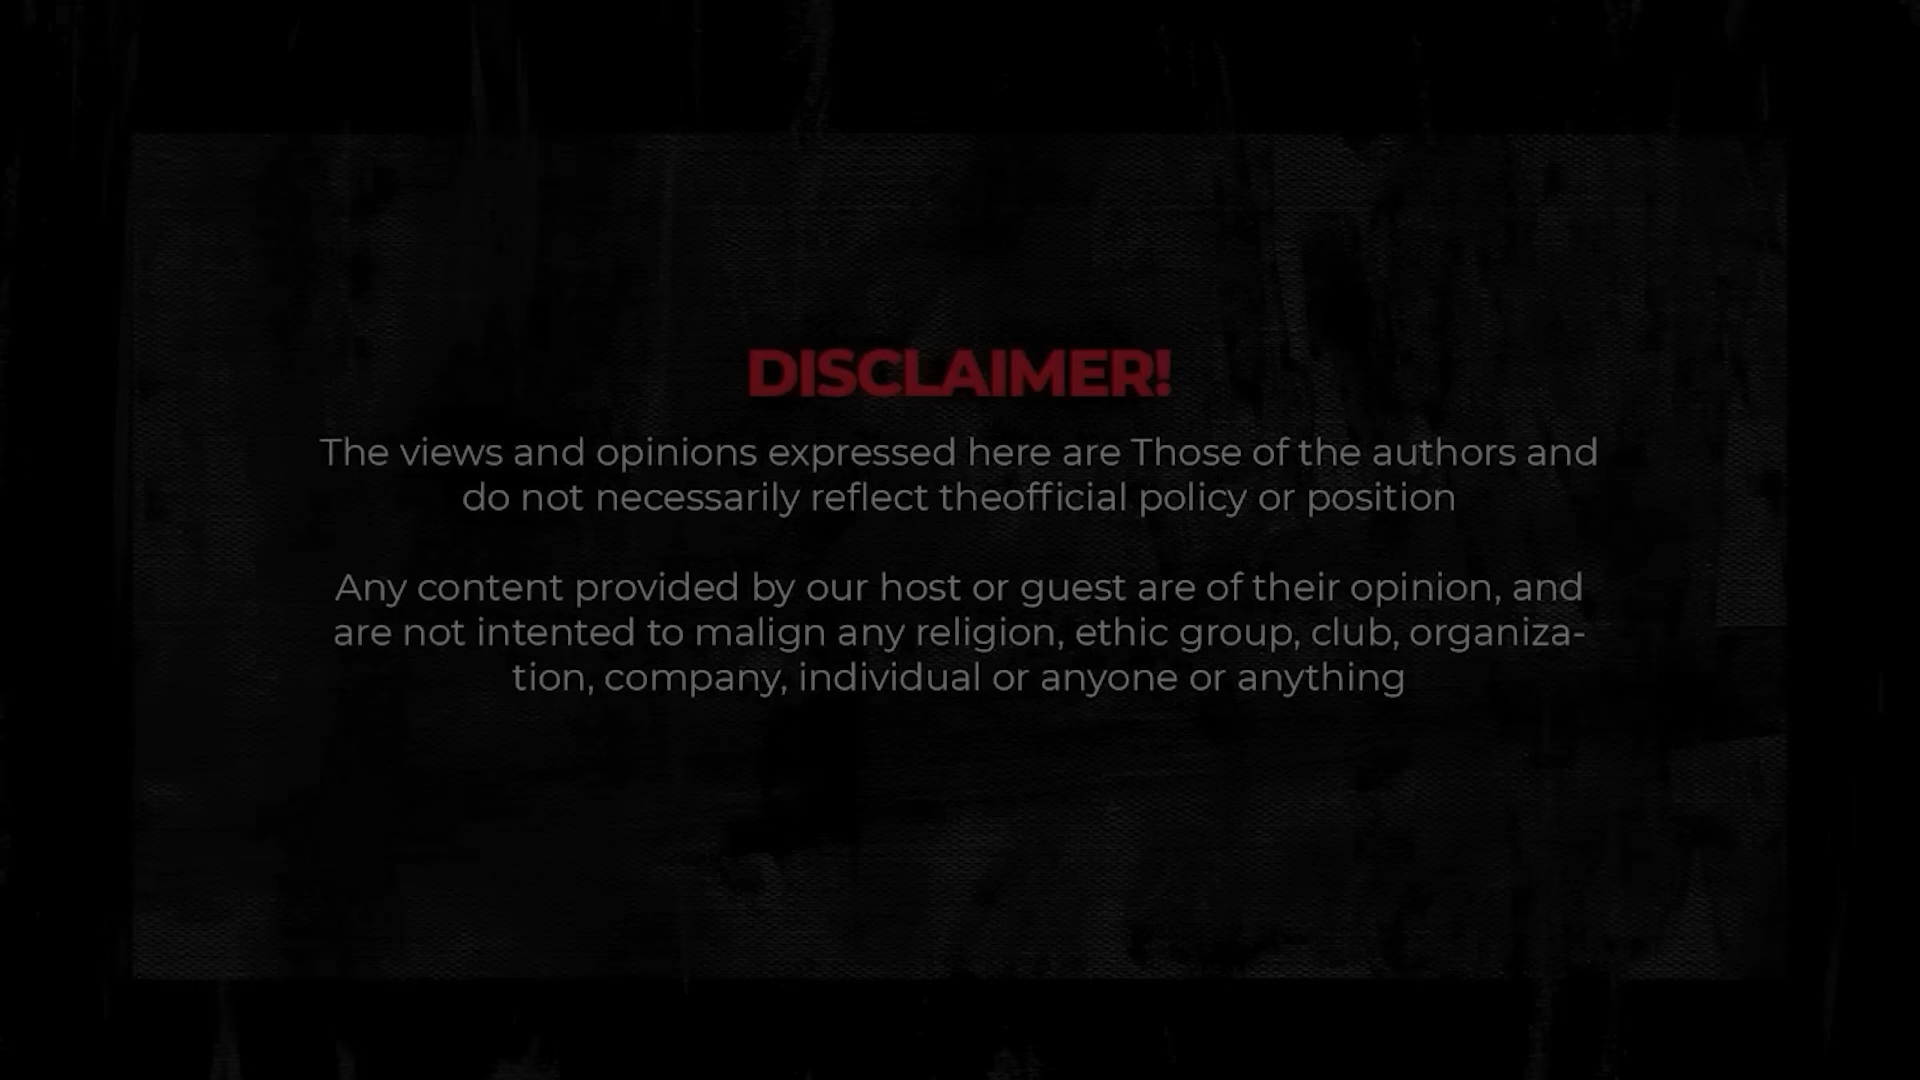 DISCLAIMER!
The views and opinions expressed here are Those of the authors and
do not necessarily reflect theofficial policy or position
Any content provided by our host or guest are of their opinion, and
are not intented to malign any religion, ethic group, club, organiza-
tion, company, individual or anyone or anything